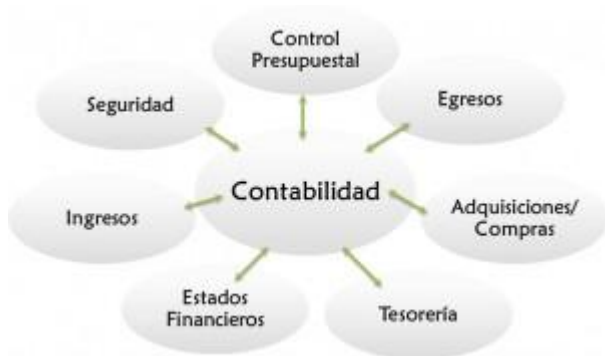 Control
Presupuestal
Seguridad
Egresos
Contabilidad
Ingresos
Adquisiciones/
Compras
Estados
Financieros
Tesorería